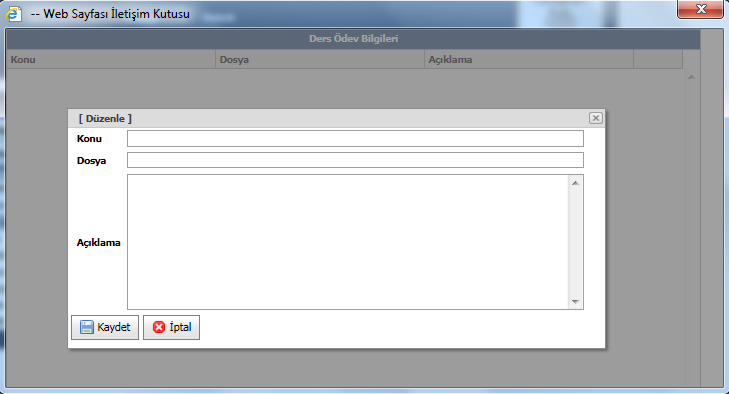 -- Web Sayfası İletişim Kutusu
Ders Ödev Bilgileri
Konu Dosya Açıklama
[ Düzenle ]
Konu
Dosya
Açıklama
Kaydet İptal